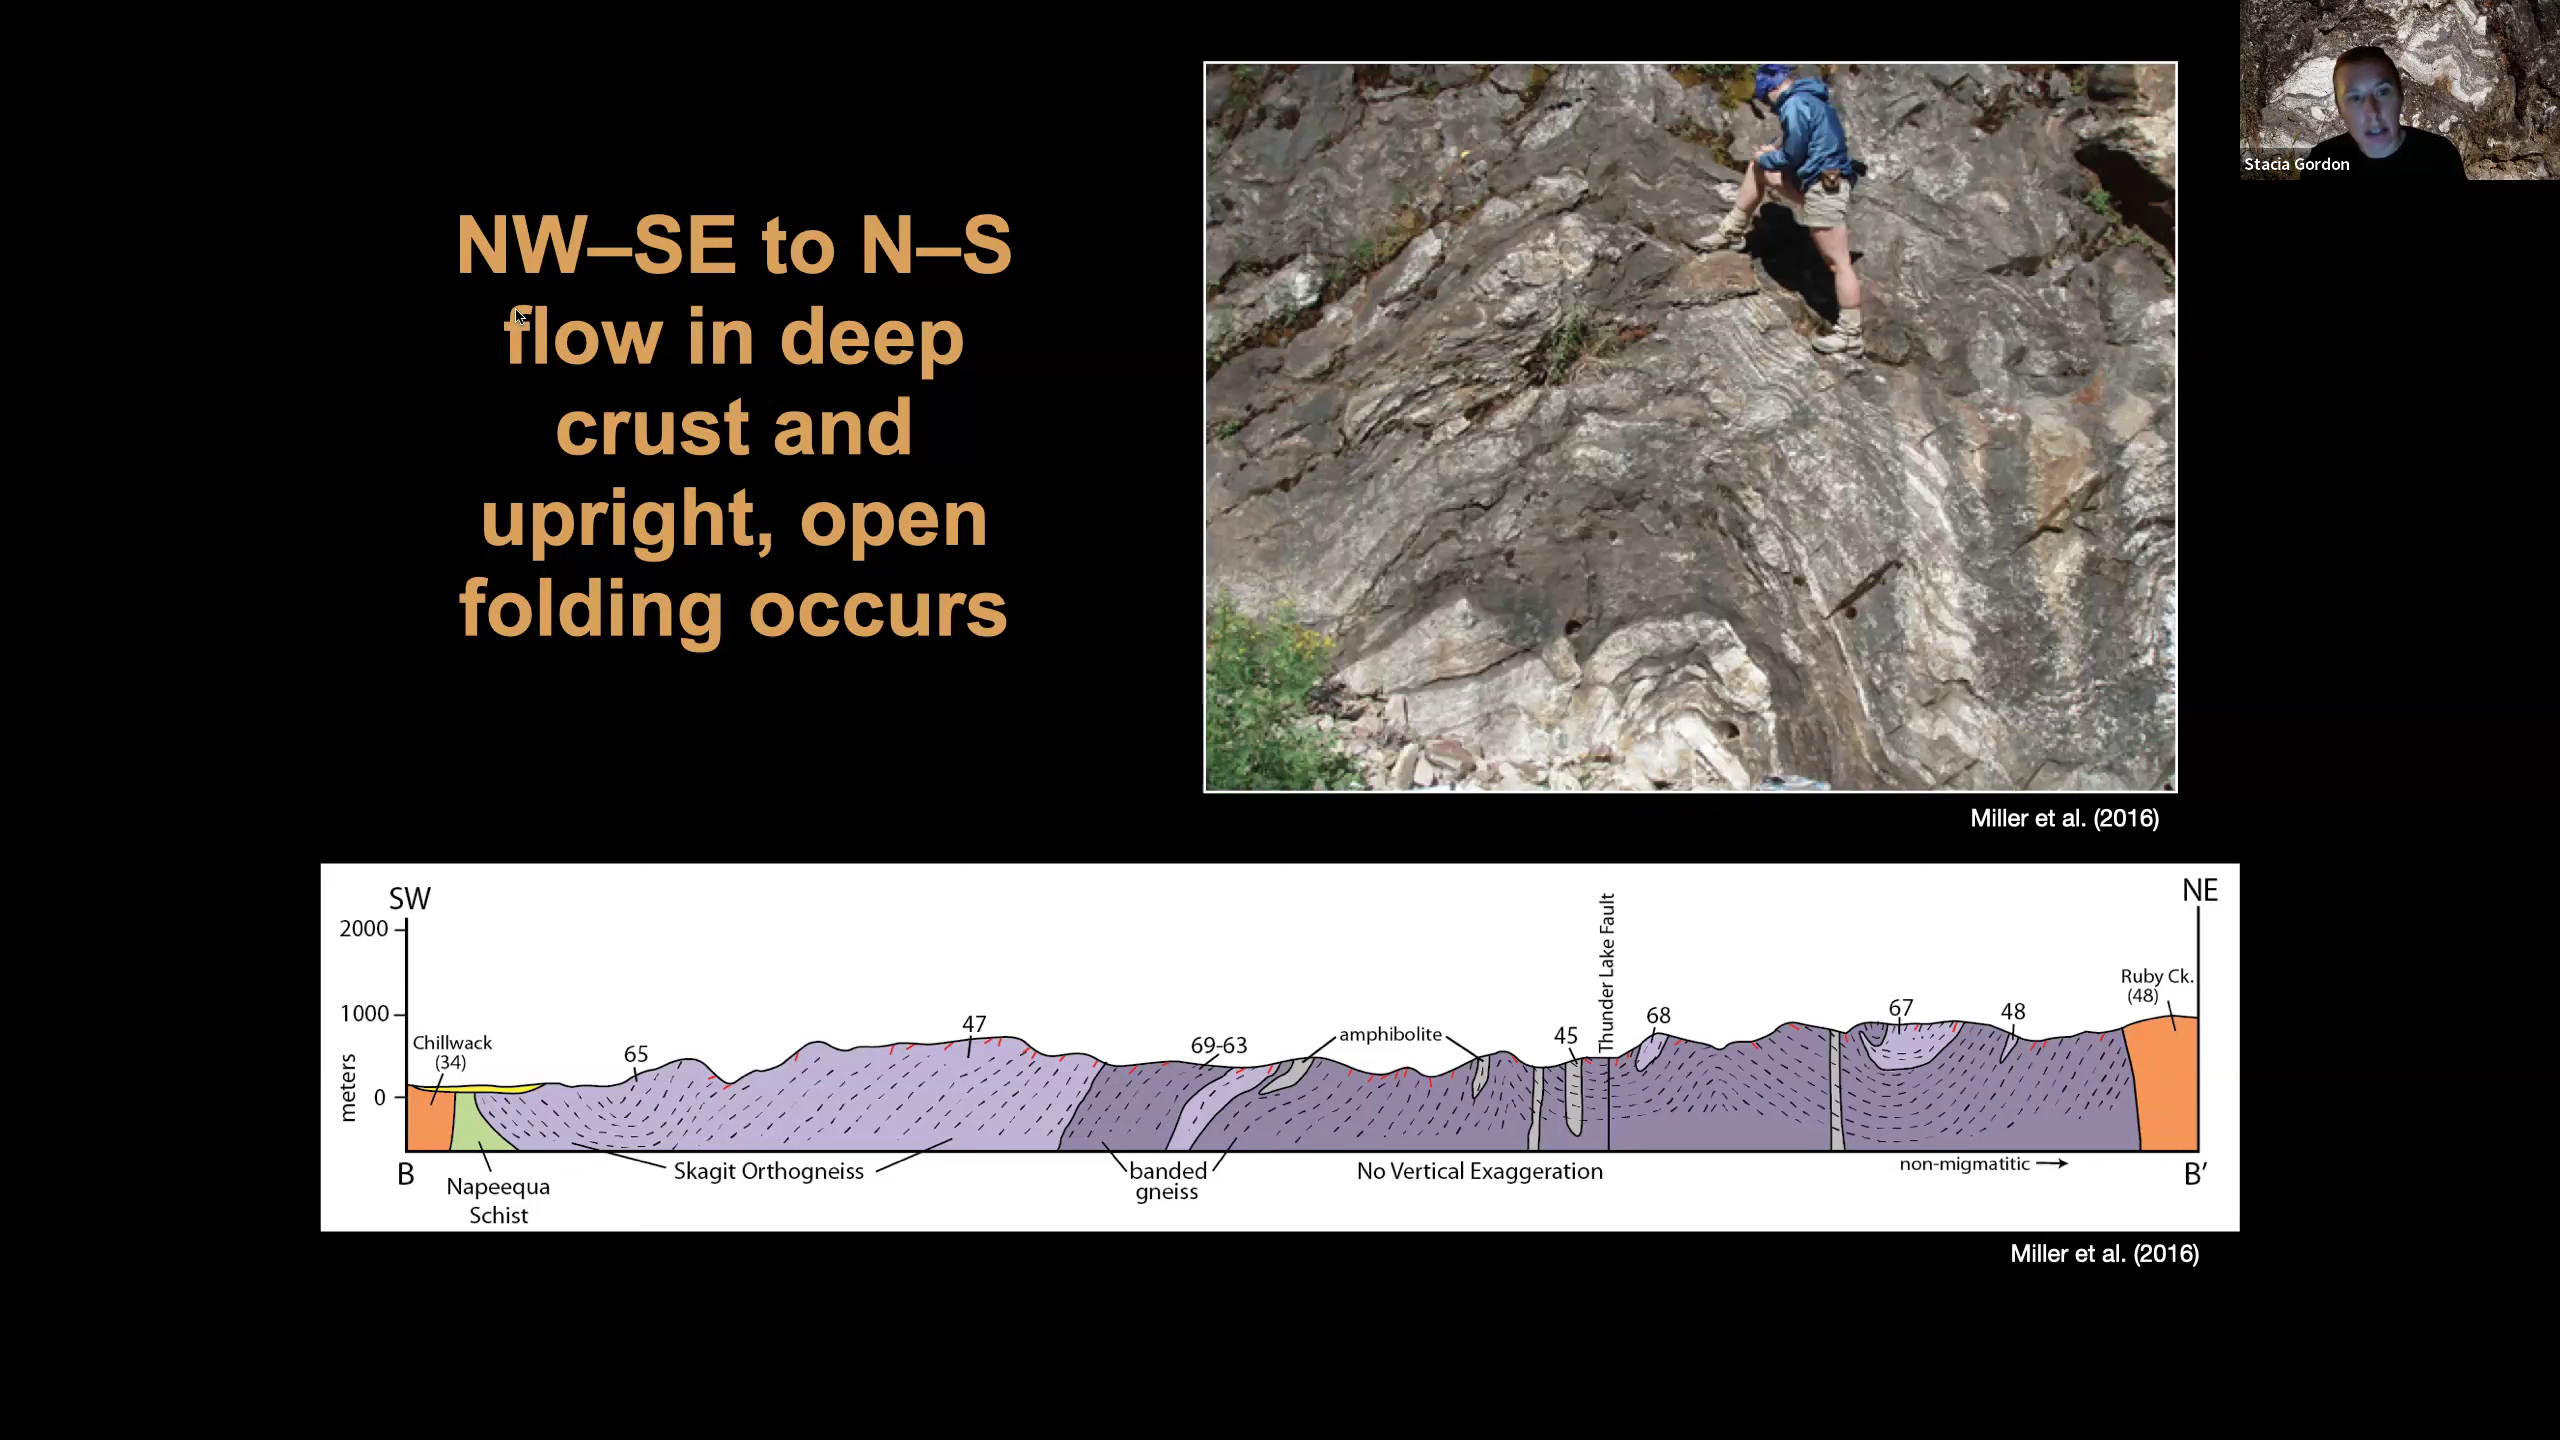 NW–SE to N–S
flow in deep
crust and
upright, open
folding occurs
Stacia Gordon
Miller et al. (2016)
SW
NE
2000
1000
0
meters
Chillwack
(34)
65
47
69-63
amphibolite
45
Thunder Lake Fault
68
67
48
Ruby Ck.
(48)
B
Napeequa
Schist
Skagit Orthogneiss
banded
gneiss
No Vertical Exaggeration
non-migmatitic
B′
Miller et al. (2016)